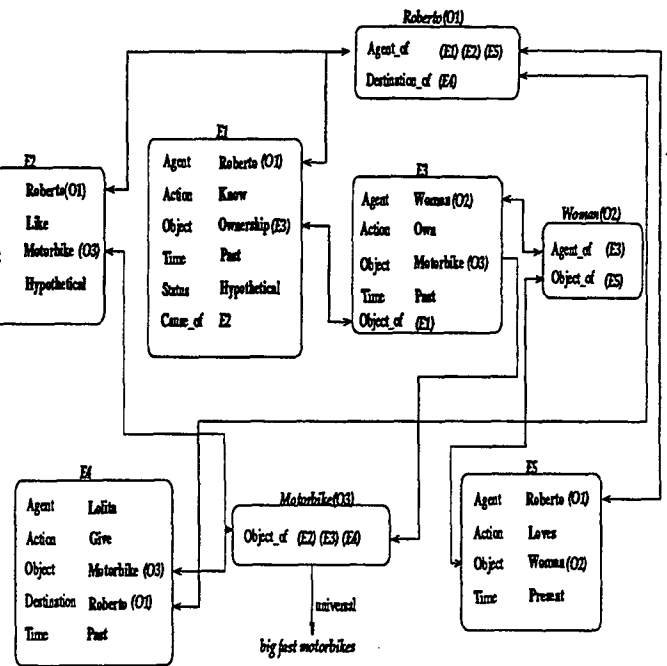 Roberto(O1)
Agent_of (E1) (E2) (E5)
Destination_of (E4)
E1
Agent Roberto (O1)
Action Know
Object Ownership (E3)
Time Past
Status Hypothetical
Cause_of E2
E2
Roberto(O1)
Like
Motorbike (O3)
Hypothetical
E3
Agent Woman (O2)
Action Own
Object Motorbike (O3)
Time Past
Object_of (E1)
Woman(O2)
Agent_of (E3)
Object_of (E5)
E4
Agent Lolita
Action Give
Object Motorbike (O3)
Destination Roberto (O1)
Time Past
Motorbike(O3)
Object_of (E2) (E3) (E4)
universal
big fast motorbikes
E5
Agent Roberto (O1)
Action Loves
Object Woman (O2)
Time Present